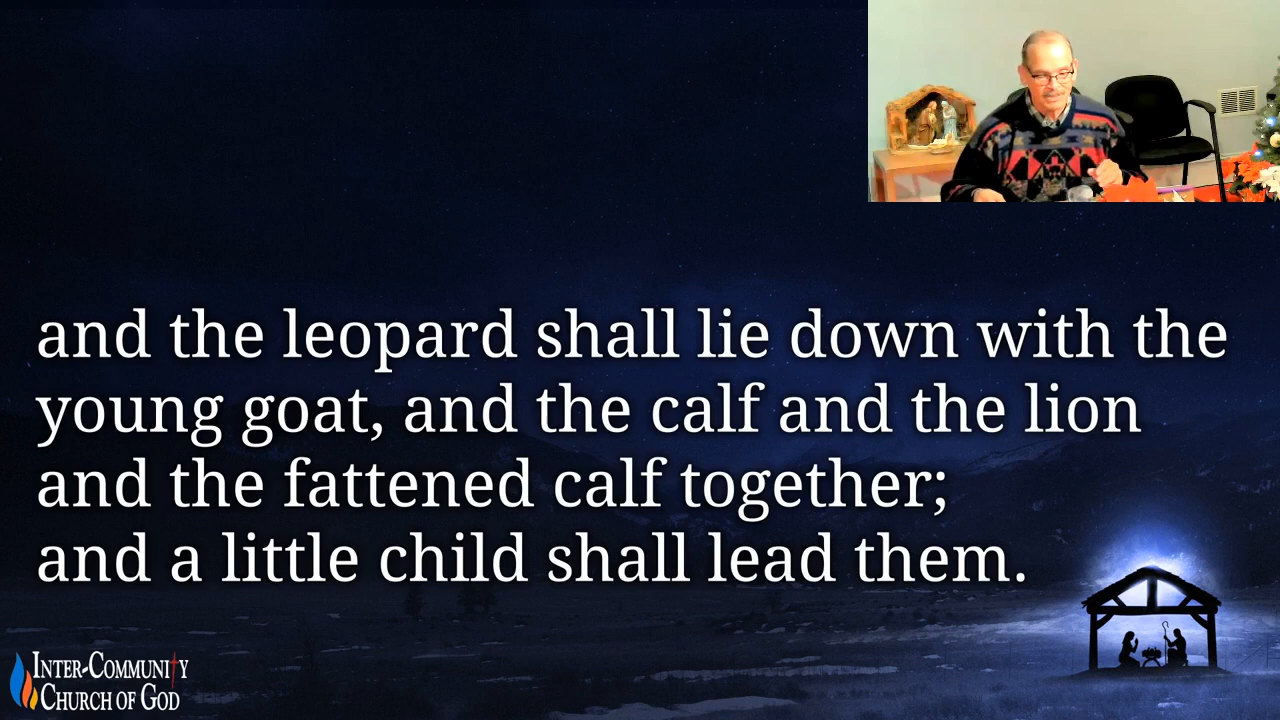 and the leopard shall lie down with the
young goat, and the calf and the lion
and the fattened calf together;
and a little child shall lead them.
INTER-COMMUNITY
CHURCH OF GOD